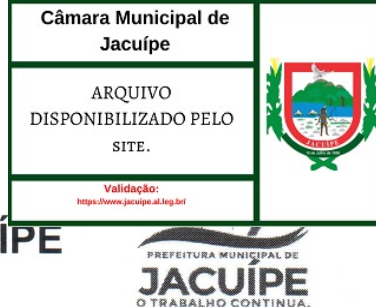 Câmara Municipal de
Jacuípe
ARQUIVO
DISPONIBILIZADO PELO
SITE.
Validação:
https://www.jacuipe.al.leg.br/
JACUÍPE
ÍPE
PREFEITURA MUNICIPAL DE
JACUÍPE
O TRABALHO CONTINUA.